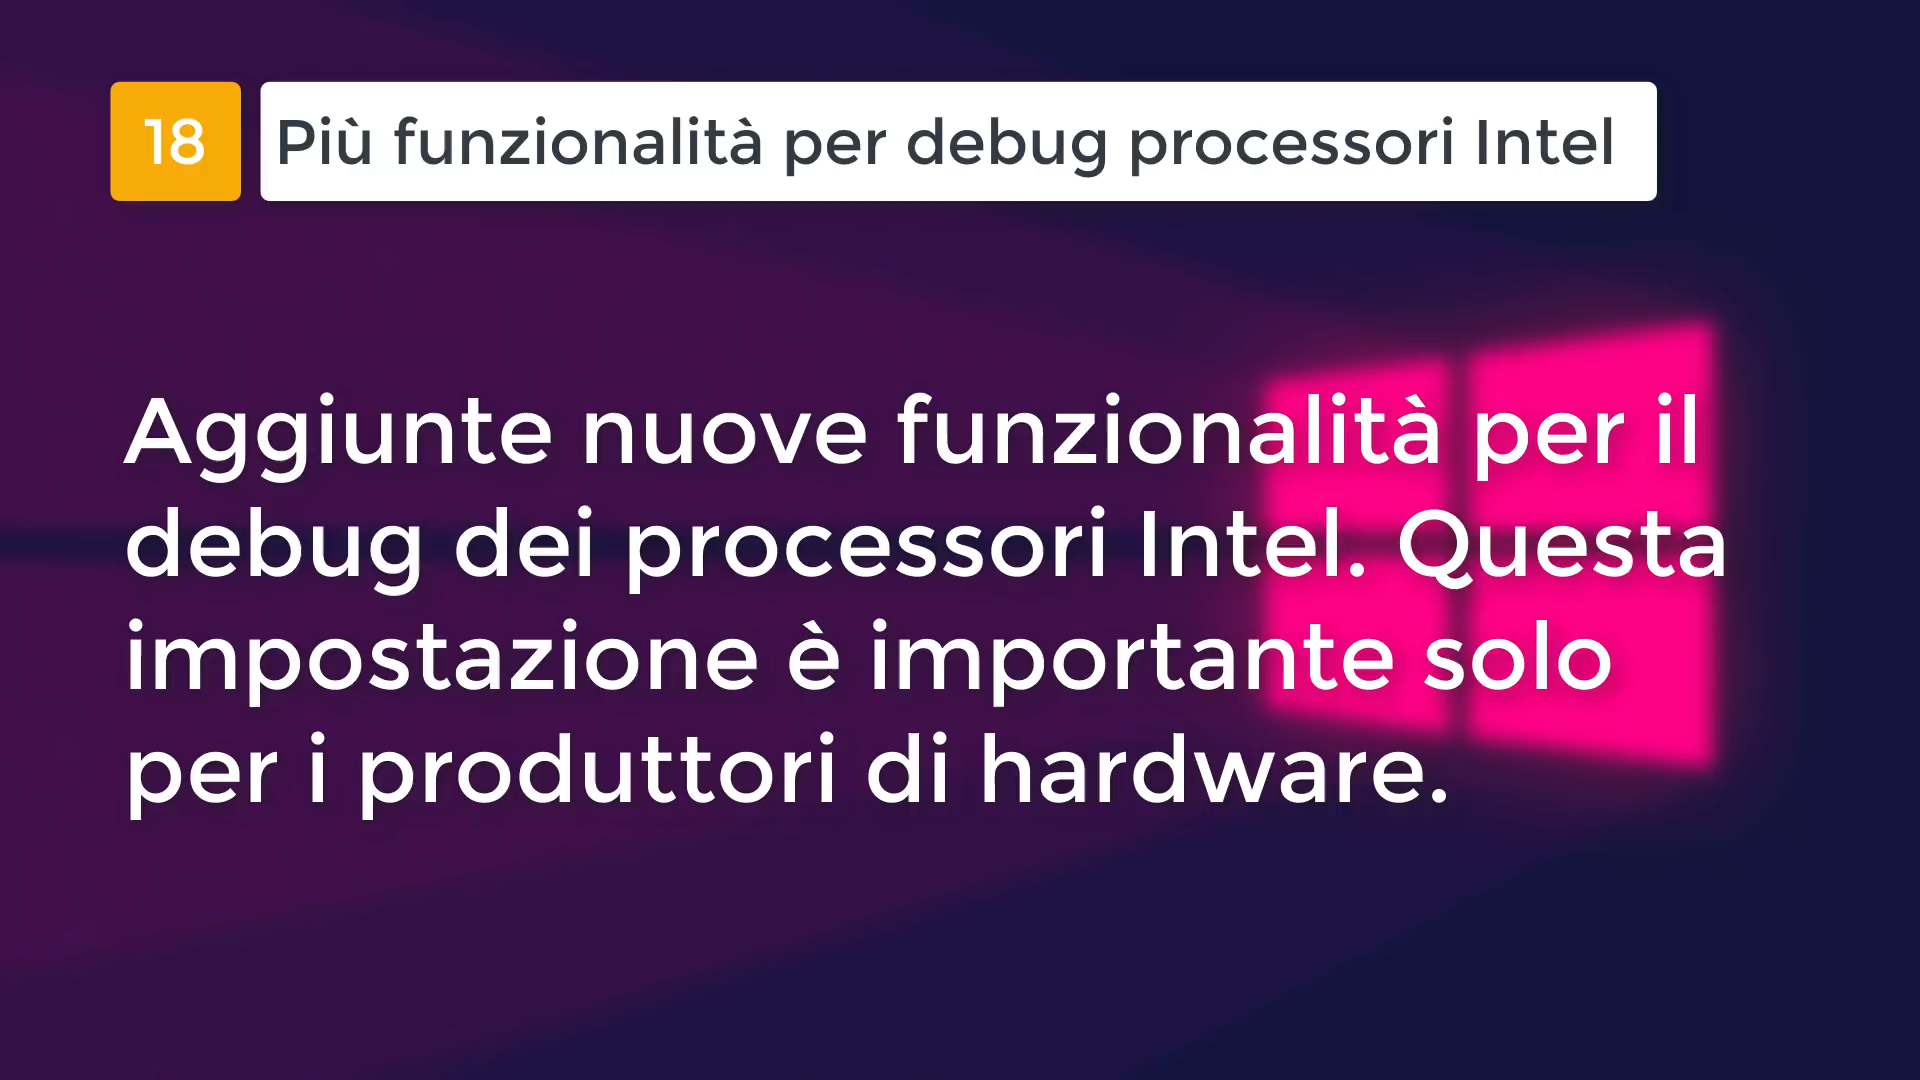 18
Più funzionalità per debug processori Intel
Aggiunte nuove funzionalità per il
debug dei processori Intel. Questa
impostazione è importante solo
per i produttori di hardware.